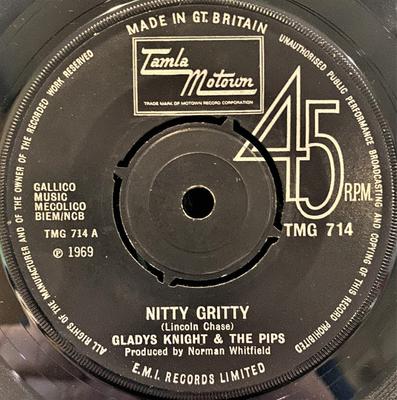 MADE IN GT. BRITAIN
Tamla
Motown
TRADE MARK OF MOTOWN RECORD CORPORATION
45
R.P.M.
TMG 714
GALLICO
MUSIC
MECOLICO
BIEM/NCB
TMG 714 A
℗ 1969
NITTY GRITTY
(Lincoln Chase)
GLADYS KNIGHT & THE PIPS
Produced by Norman Whitfield
E.M.I. RECORDS LIMITED
ALL RIGHTS OF THE MANUFACTURER AND OF THE OWNER OF THE RECORDED WORK RESERVED
UNAUTHORISED PUBLIC PERFORMANCE BROADCASTING AND COPYING OF THIS RECORD PROHIBITED